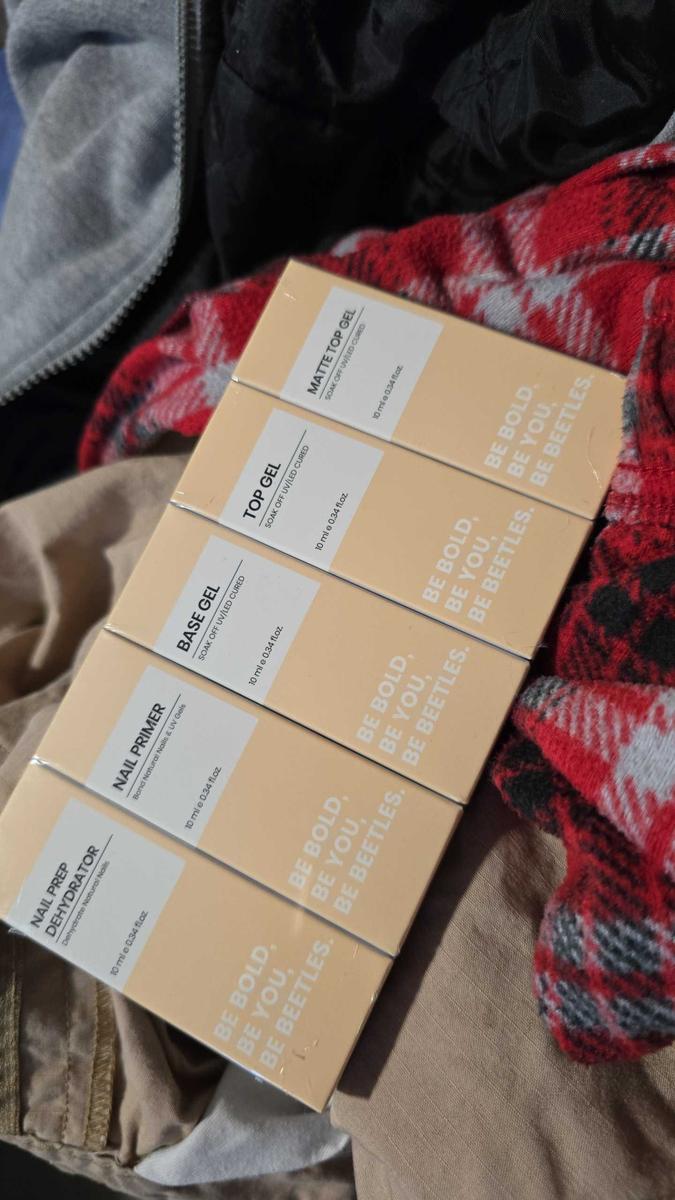 MATTE TOP GEL
SOAK OFF UV/LED CURED
10 ml e 0.34 fl.oz.
BE BOLD,
BE YOU,
BE BEETLES.
TOP GEL
SOAK OFF UV/LED CURED
10 ml e 0.34 fl.oz.
BE BOLD,
BE YOU,
BE BEETLES.
BASE GEL
SOAK OFF UV/LED CURED
10 ml e 0.34 fl.oz.
BE BOLD,
BE YOU,
BE BEETLES.
NAIL PRIMER
Bond Natural Nails & UV Gels
10 ml e 0.34 fl.oz.
BE BOLD,
BE YOU,
BE BEETLES.
NAIL PREP
DEHYDRATOR
Dehydrate Natural Nails
10 ml e 0.34 fl.oz.
BE BOLD,
BE YOU,
BE BEETLES.